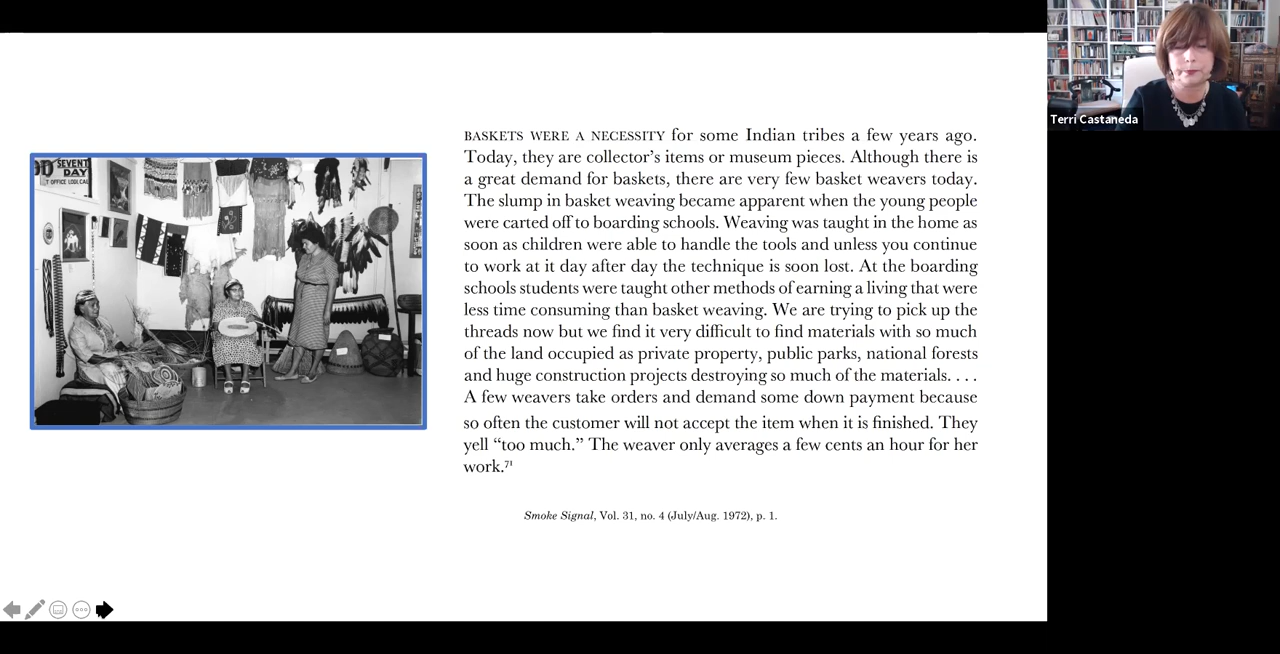 Terri Castaneda
BASKETS WERE A NECESSITY for some Indian tribes a few years ago.
Today, they are collector's items or museum pieces. Although there is
a great demand for baskets, there are very few basket weavers today.
The slump in basket weaving became apparent when the young people
were carted off to boarding schools. Weaving was taught in the home as
soon as children were able to handle the tools and unless you continue
to work at it day after day the technique is soon lost. At the boarding
schools students were taught other methods of earning a living that were
less time consuming than basket weaving. We are trying to pick up the
threads now but we find it very difficult to find materials with so much
of the land occupied as private property, public parks, national forests
and huge construction projects destroying so much of the materials. . . .
A few weavers take orders and demand some down payment because
so often the customer will not accept the item when it is finished. They
yell “too much.” The weaver only averages a few cents an hour for her
work.⁷¹
Smoke Signal, Vol. 31, no. 4 (July/Aug. 1972), p. 1.
SEVENT
DAY
T OFFICE LODI, CAL